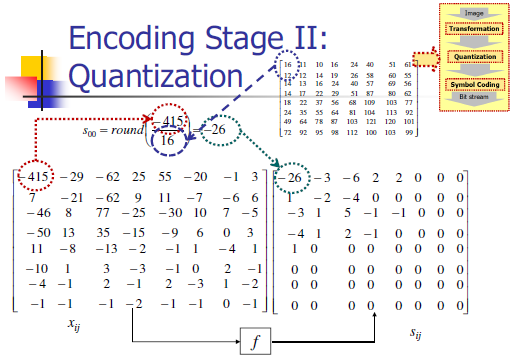 Encoding Stage II:
Quantization
Image
Transformation
Quantization
Symbol Coding
Bit stream
16 11 10 16 24 40 51 61
12 12 14 19 26 58 60 55
14 13 16 24 40 57 69 56
14 17 22 29 51 87 80 62
18 22 37 56 68 109 103 77
24 35 55 64 81 104 113 92
49 64 78 87 103 121 120 101
72 92 95 98 112 100 103 99
s00 = round(-415/16) = -26
-415 -29 -62 25 55 -20 -1 3
7 -21 -62 9 11 -7 -6 6
-46 8 77 -25 -30 10 7 -5
-50 13 35 -15 -9 6 0 3
11 -8 -13 -2 -1 1 -4 1
-10 1 3 -3 -1 0 2 -1
-4 -1 2 -1 2 -3 1 -2
-1 -1 -1 -2 -1 -1 0 -1
xij
-26 -3 -6 2 2 0 0 0
1 -2 -4 0 0 0 0 0
-3 1 5 -1 -1 0 0 0
-4 1 2 -1 0 0 0 0
1 0 0 0 0 0 0 0
0 0 0 0 0 0 0 0
0 0 0 0 0 0 0 0
0 0 0 0 0 0 0 0
sij
f